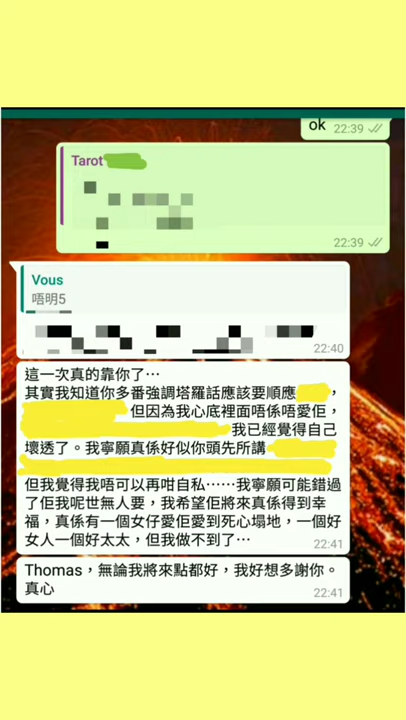 ok 22:39
Tarot
22:39
Vous
唔明5
22:40
這一次真的靠你了…
其實我知道你多番強調塔羅話應該要順應，
但因為我心底裡面唔係唔愛佢，
我已經覺得自己
壞透了。我寧願真係好似你頭先所講
但我覺得我唔可以再咁自私⋯⋯我寧願可能錯過
了佢我呢世無人要，我希望佢將來真係得到幸
福，真係有一個女仔愛佢愛到死心塌地，一個好
女人一個好太太，但我做不到了⋯
22:41
Thomas，無論我將來點都好，我好想多謝你。
真心
22:41